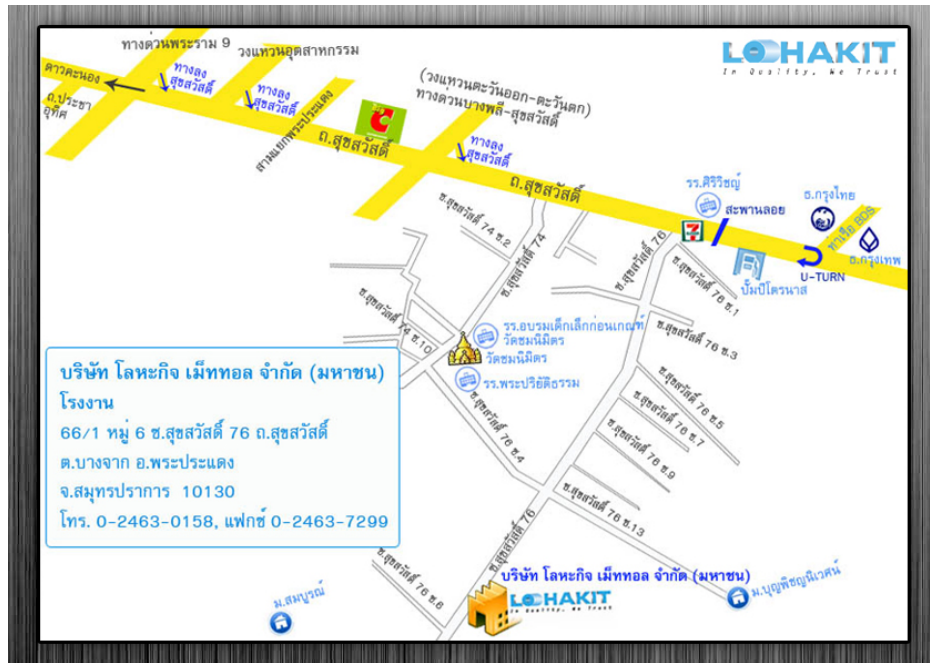 ทางด่วนพระราม 9
วงแหวนอุตสาหกรรม
LOHAKIT
In Quality, We Trust
ดาวคะนอง
ทางลง
สุขสวัสดิ์
ทางลง
สุขสวัสดิ์
(วงแหวนตะวันออก-ตะวันตก)
ทางด่วนบางพลี-สุขสวัสดิ์
ถ.ประชา
อุทิศ
สามแยกพระประแดง
Big
C
ถ.สุขสวัสดิ์
ทางลง
สุขสวัสดิ์
ถ.สุขสวัสดิ์
รร.ศิริวิชญ์
สะพานลอย
ธ.กรุงไทย
ท่าเรือ BDS
ธ.กรุงเทพ
U-TURN
7
ปั๊มปิโตรนาส
ซ.สุขสวัสดิ์ 74 ซ.2
ซ.สุขสวัสดิ์ 74
ซ.สุขสวัสดิ์ 76
ซ.สุขสวัสดิ์ 76 ซ.1
ซ.สุขสวัสดิ์ 74 ซ.10
รร.อบรมเด็กเล็กก่อนเกณฑ์
วัดชมนิมิตร
วัดชมนิมิตร
รร.พระปริยัติธรรม
ซ.สุขสวัสดิ์ 76 ซ.3
ซ.สุขสวัสดิ์ 76 ซ.5
ซ.สุขสวัสดิ์ 76 ซ.7
ซ.สุขสวัสดิ์ 76 ซ.9
ซ.สุขสวัสดิ์ 76 ซ.4
ซ.สุขสวัสดิ์ 76 ซ.13
บริษัท โลหะกิจ เม็ททอล จำกัด (มหาชน)
โรงงาน
66/1 หมู่ 6 ซ.สุขสวัสดิ์ 76 ถ.สุขสวัสดิ์
ต.บางจาก อ.พระประแดง
จ.สมุทรปราการ 10130
โทร. 0-2463-0158, แฟกซ์ 0-2463-7299
ซ.สุขสวัสดิ์ 76
ซ.สุขสวัสดิ์ 76 ซ.6
บริษัท โลหะกิจ เม็ททอล จำกัด (มหาชน)
LOHAKIT
In Quality, We Trust
ม.สมบูรณ์
ม.บุญพิชญนิเวศน์